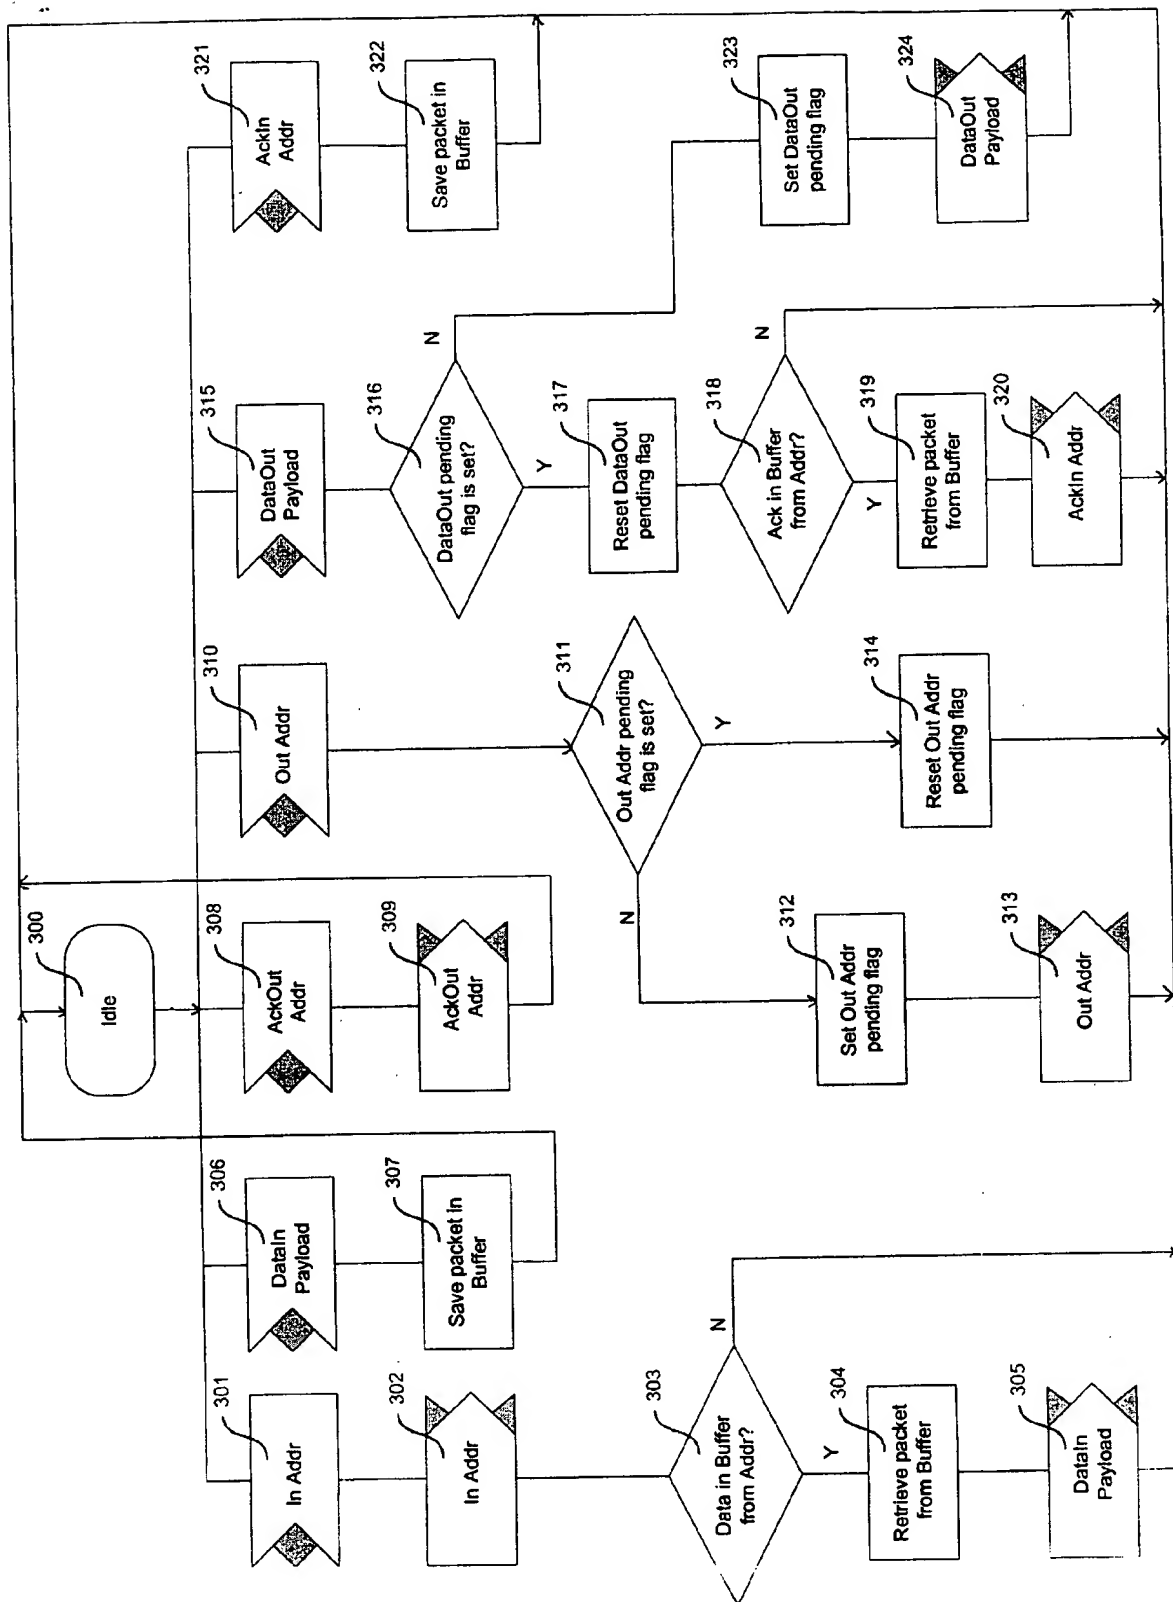 300
Idle
301
In Addr
302
In Addr
303
Data in Buffer
from Addr?
N
Y
304
Retrieve packet
from Buffer
305
DataIn
Payload
306
DataIn
Payload
307
Save packet in
Buffer
308
AckOut
Addr
309
AckOut
Addr
310
Out Addr
311
Out Addr pending
flag is set?
N
Y
312
Set Out Addr
pending flag
313
Out Addr
314
Reset Out Addr
pending flag
315
DataOut
Payload
316
DataOut pending
flag is set?
N
Y
317
Reset DataOut
pending flag
318
Ack in Buffer
from Addr?
N
Y
319
Retrieve packet
from Buffer
320
AckIn Addr
321
AckIn
Addr
322
Save packet in
Buffer
323
Set DataOut
pending flag
324
DataOut
Payload